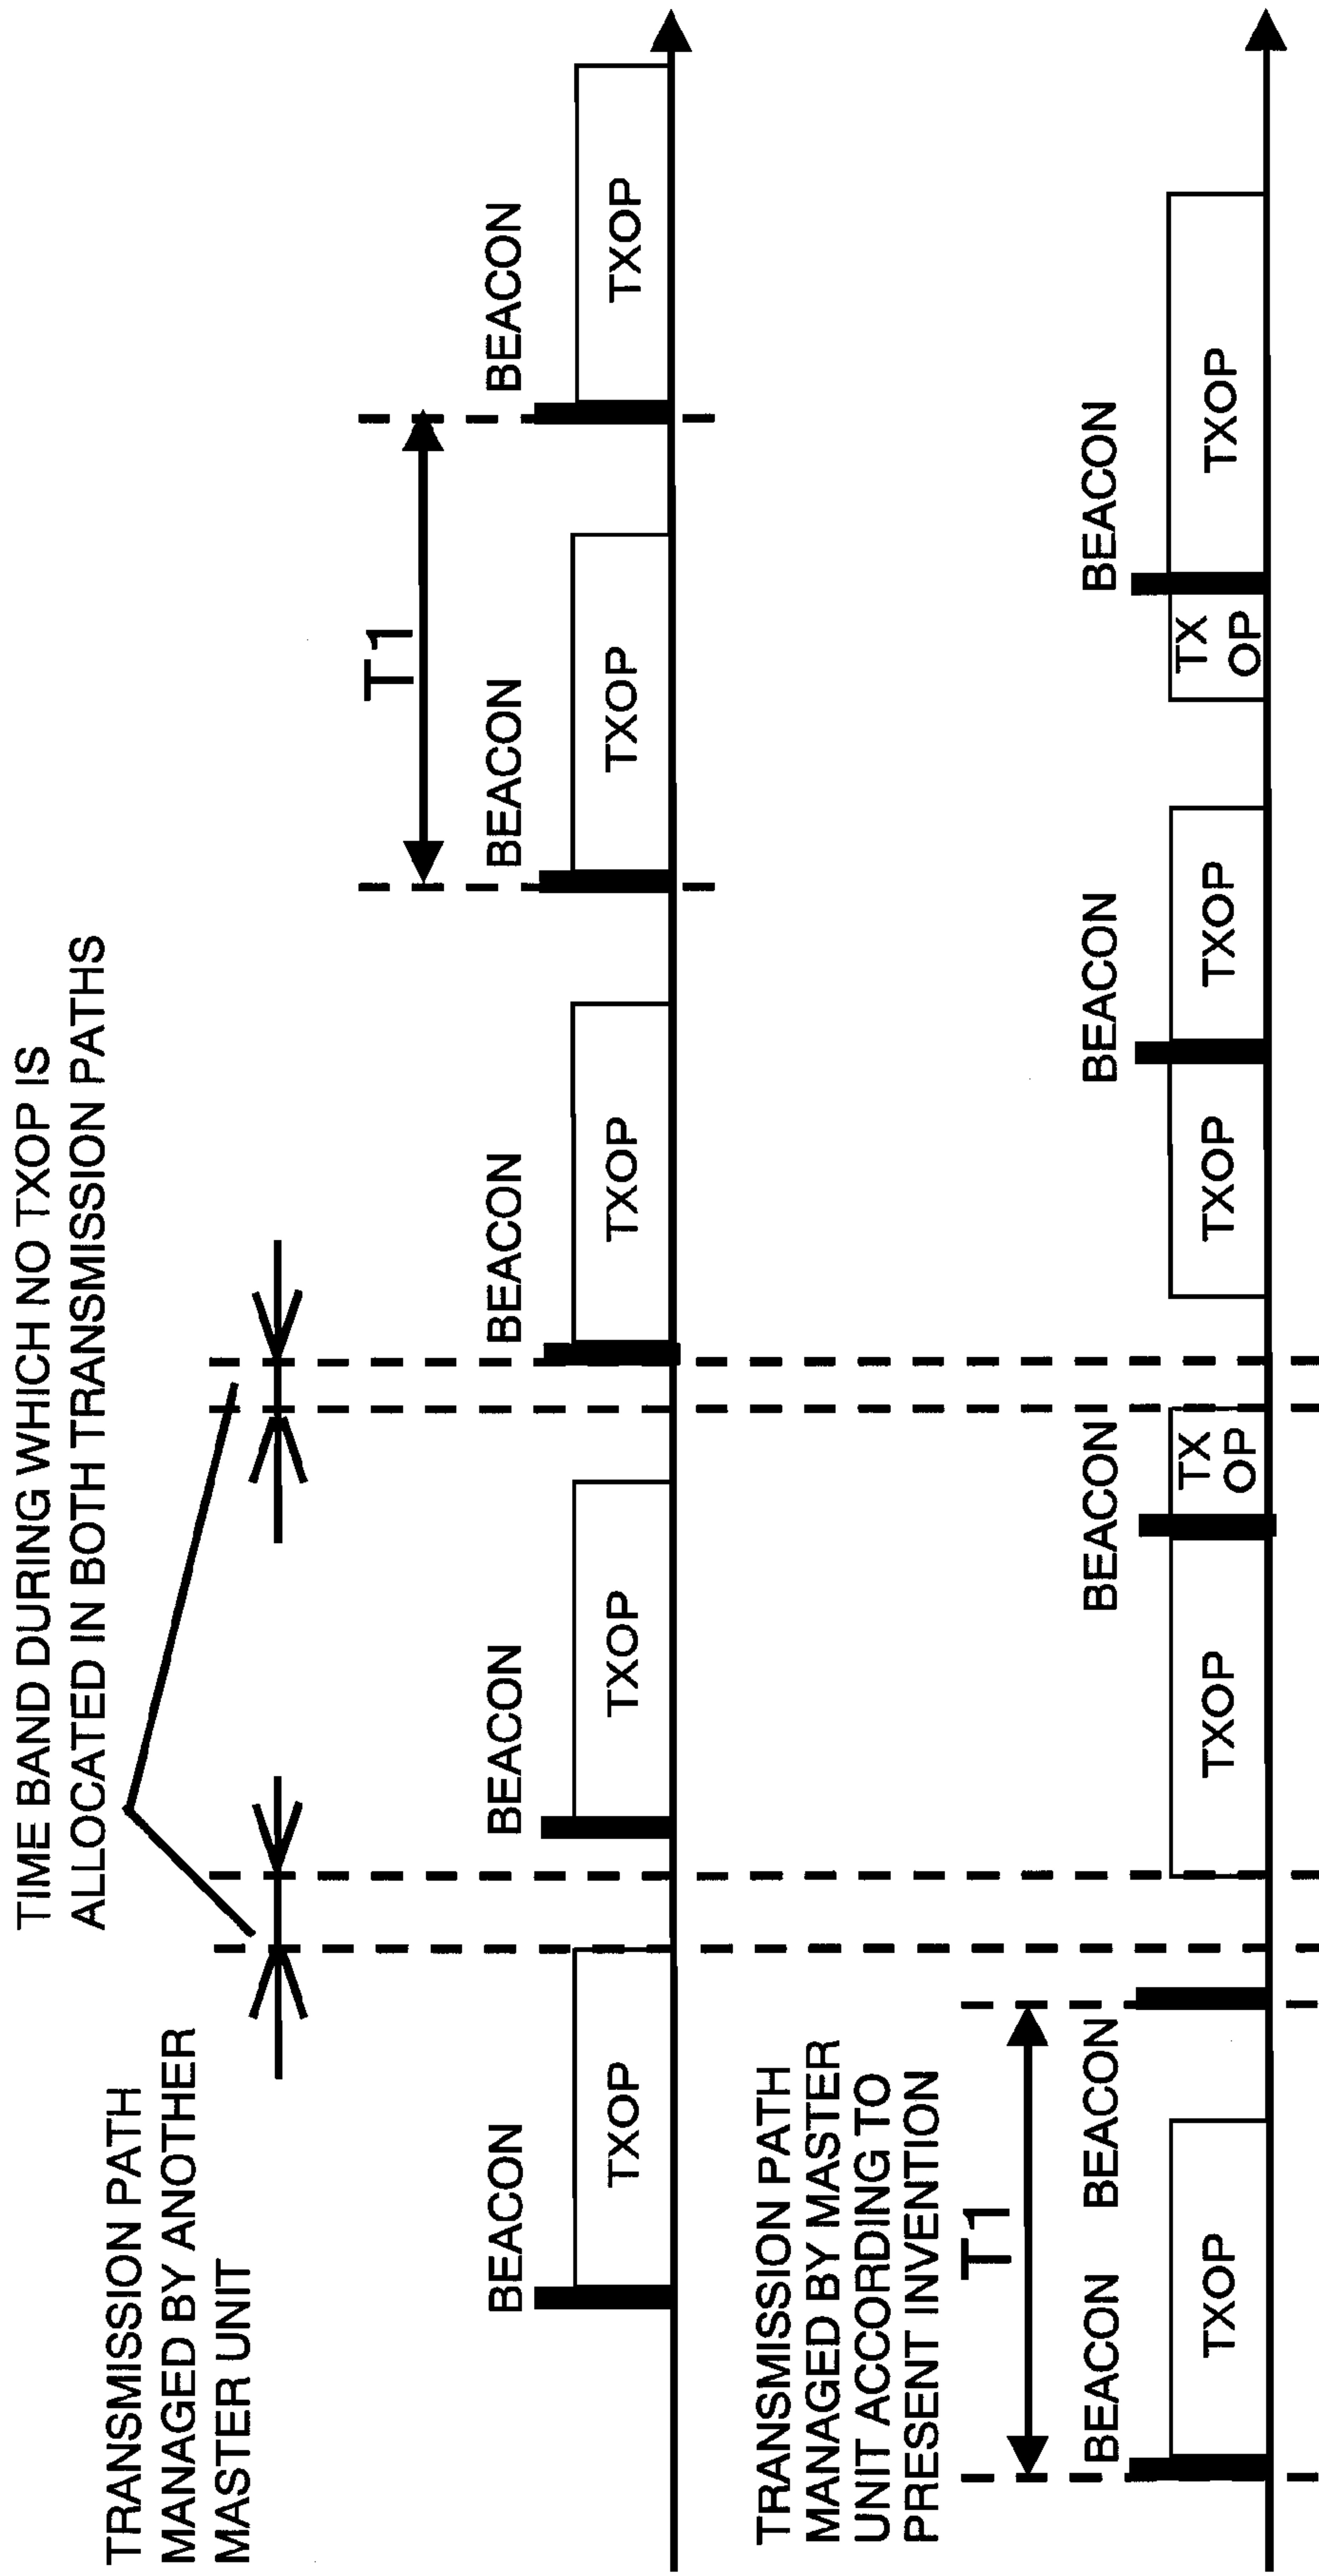 TIME BAND DURING WHICH NO TXOP IS
ALLOCATED IN BOTH TRANSMISSION PATHS
TRANSMISSION PATH
MANAGED BY ANOTHER
MASTER UNIT
T1
BEACON
BEACON
BEACON
BEACON
BEACON
TXOP
TXOP
TXOP
TXOP
TXOP
TRANSMISSION PATH
MANAGED BY MASTER
UNIT ACCORDING TO
PRESENT INVENTION
T1
BEACON
BEACON
BEACON
BEACON
BEACON
TXOP
TXOP
TX
OP
TXOP
TXOP
TX
OP
TXOP